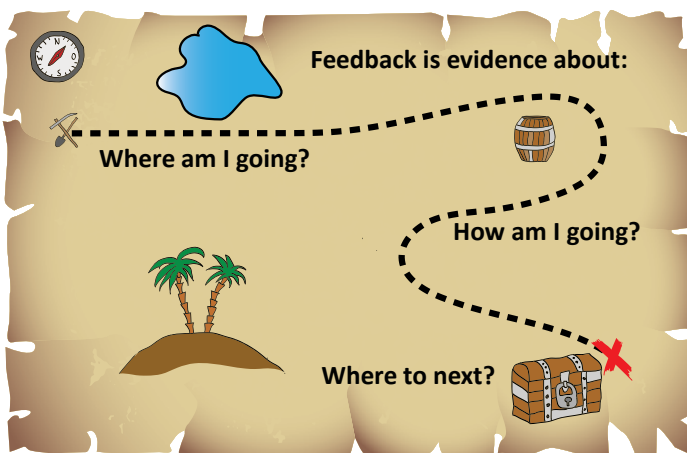 Feedback is evidence about:
Where am I going?
How am I going?
Where to next?